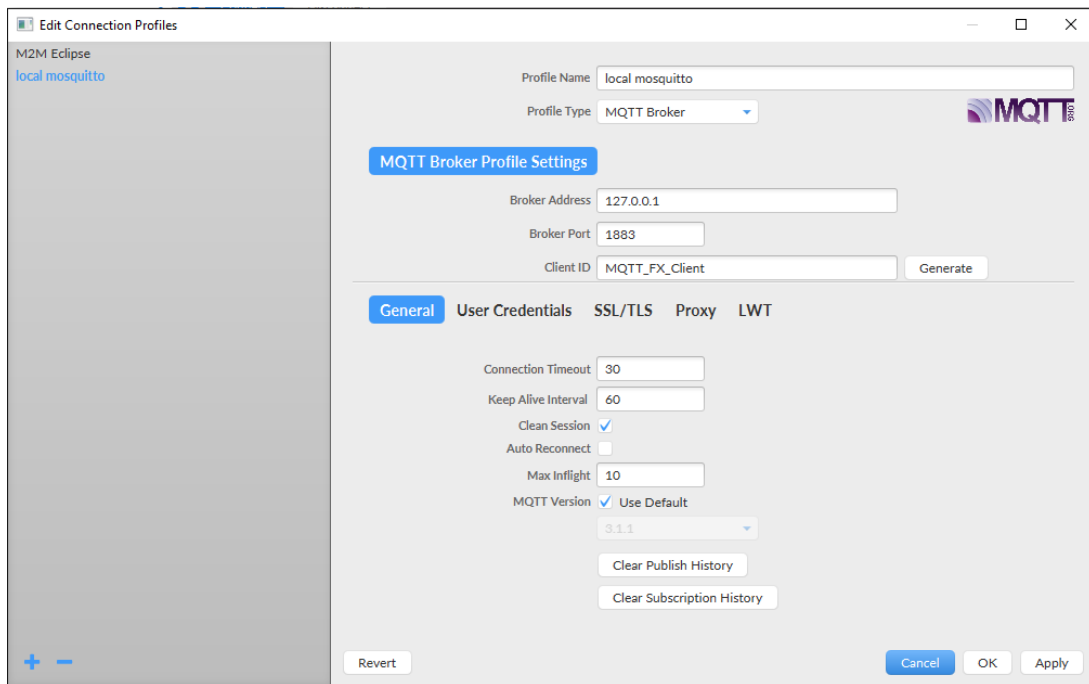 Edit Connection Profiles
M2M Eclipse
local mosquitto
Profile Name local mosquitto
Profile Type MQTT Broker
MQTT.ORG
MQTT Broker Profile Settings
Broker Address 127.0.0.1
Broker Port 1883
Client ID MQTT_FX_Client Generate
General User Credentials SSL/TLS Proxy LWT
Connection Timeout 30
Keep Alive Interval 60
Clean Session
Auto Reconnect
Max Inflight 10
MQTT Version Use Default
3.1.1
Clear Publish History
Clear Subscription History
Revert Cancel OK Apply